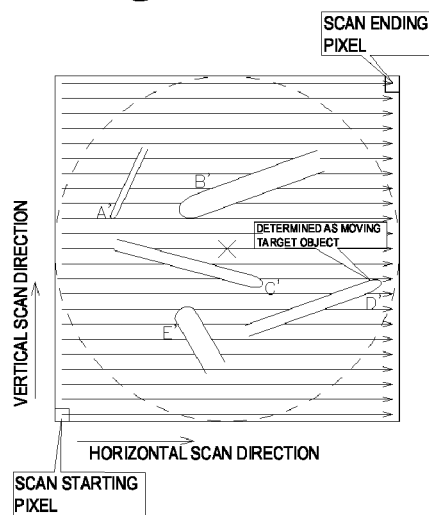 SCAN ENDING
PIXEL
A'
B'
DETERMINED AS MOVING
TARGET OBJECT
C'
D'
E'
VERTICAL SCAN DIRECTION
HORIZONTAL SCAN DIRECTION
SCAN STARTING
PIXEL